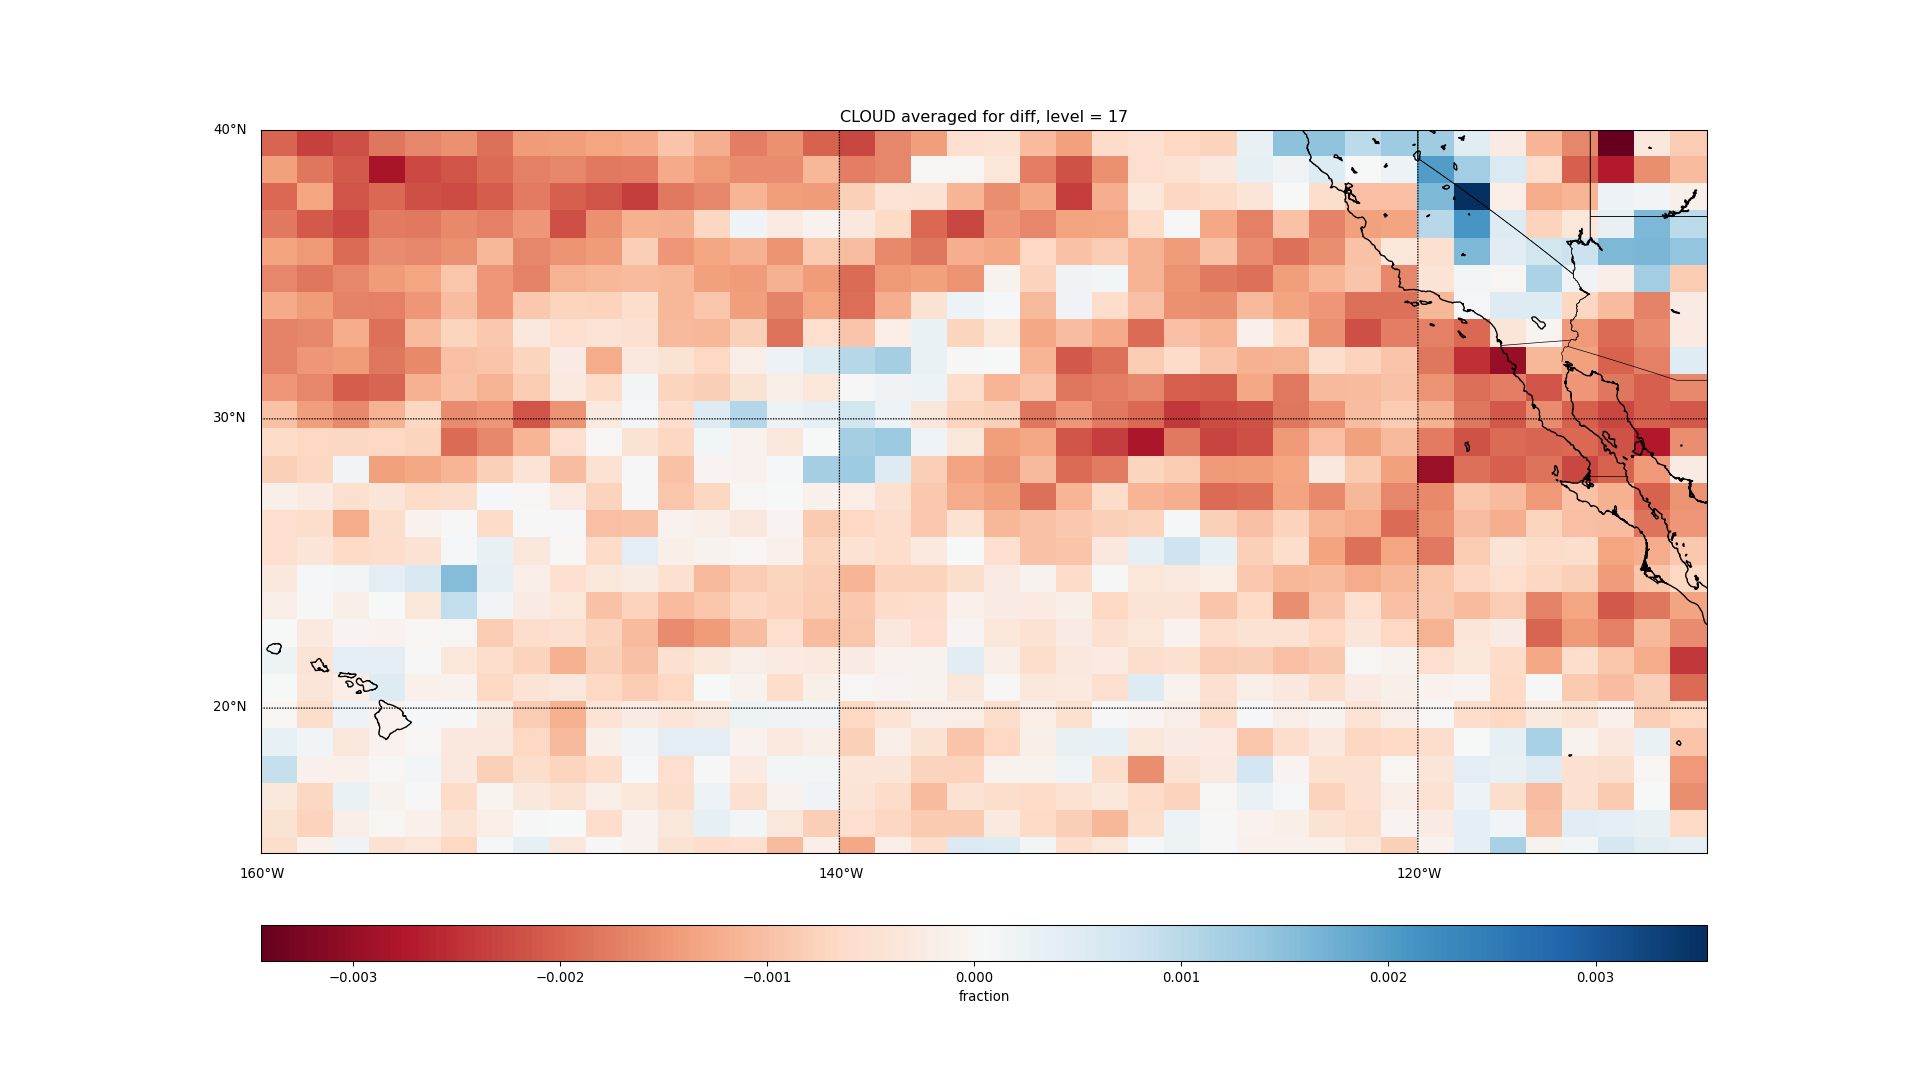 CLOUD averaged for diff, level = 17
40°N
30°N
20°N
160°W 140°W 120°W
−0.003 −0.002 −0.001 0.000 0.001 0.002 0.003
fraction